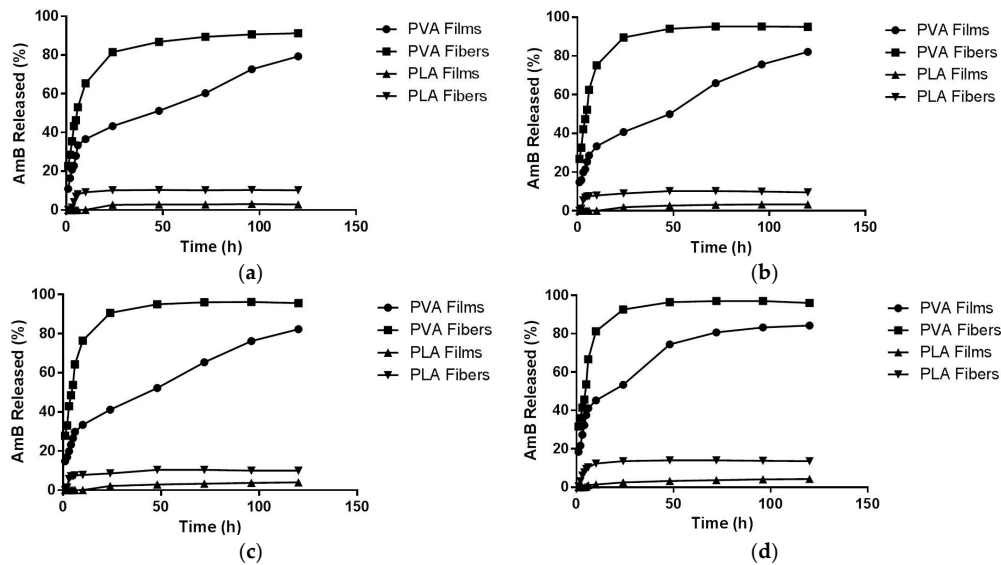 100
80
60
40
20
0
AmB Released (%)
0
50
100
150
Time (h)
PVA Films
PVA Fibers
PLA Films
PLA Fibers
(a)
100
80
60
40
20
0
AmB Released (%)
0
50
100
150
Time (h)
PVA Films
PVA Fibers
PLA Films
PLA Fibers
(b)
100
80
60
40
20
0
AmB Released (%)
0
50
100
150
Time (h)
PVA Films
PVA Fibers
PLA Films
PLA Fibers
(c)
100
80
60
40
20
0
AmB Released (%)
0
50
100
150
Time (h)
PVA Films
PVA Fibers
PLA Films
PLA Fibers
(d)